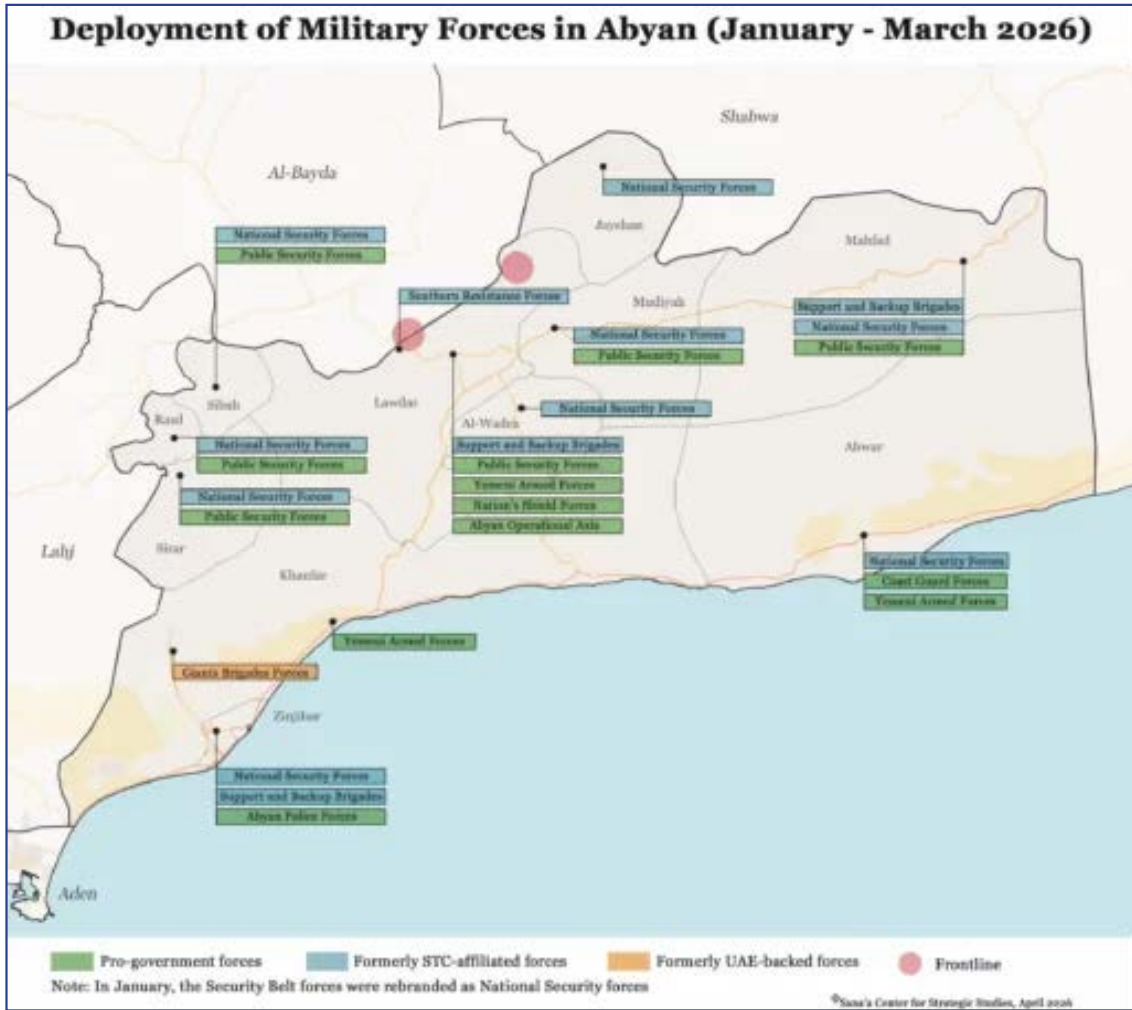 Deployment of Military Forces in Abyan (January - March 2026)
Shabwa
Al-Bayda
National Security Forces
Jayshan
National Security Forces
Public Security Forces
Mahfad
Southern Resistance Forces
Mudiyah
Support and Backup Brigades
National Security Forces
Public Security Forces
National Security Forces
Public Security Forces
Sibah
Lawdar
National Security Forces
Rasd
Al-Wadea
National Security Forces
Public Security Forces
Support and Backup Brigades
Public Security Forces
Yemeni Armed Forces
Nation's Shield Forces
Abyan Operational Axis
Ahwar
National Security Forces
Public Security Forces
Lahj
Sirar
Khanfar
National Security Forces
Coast Guard Forces
Yemeni Armed Forces
Yemeni Armed Forces
Giants Brigades Forces
Zinjibar
National Security Forces
Support and Backup Brigades
Abyan Police Forces
Aden
Pro-government forces
Formerly STC-affiliated forces
Formerly UAE-backed forces
Frontline
Note: In January, the Security Belt forces were rebranded as National Security forces
©Sana'a Center for Strategic Studies, April 2026